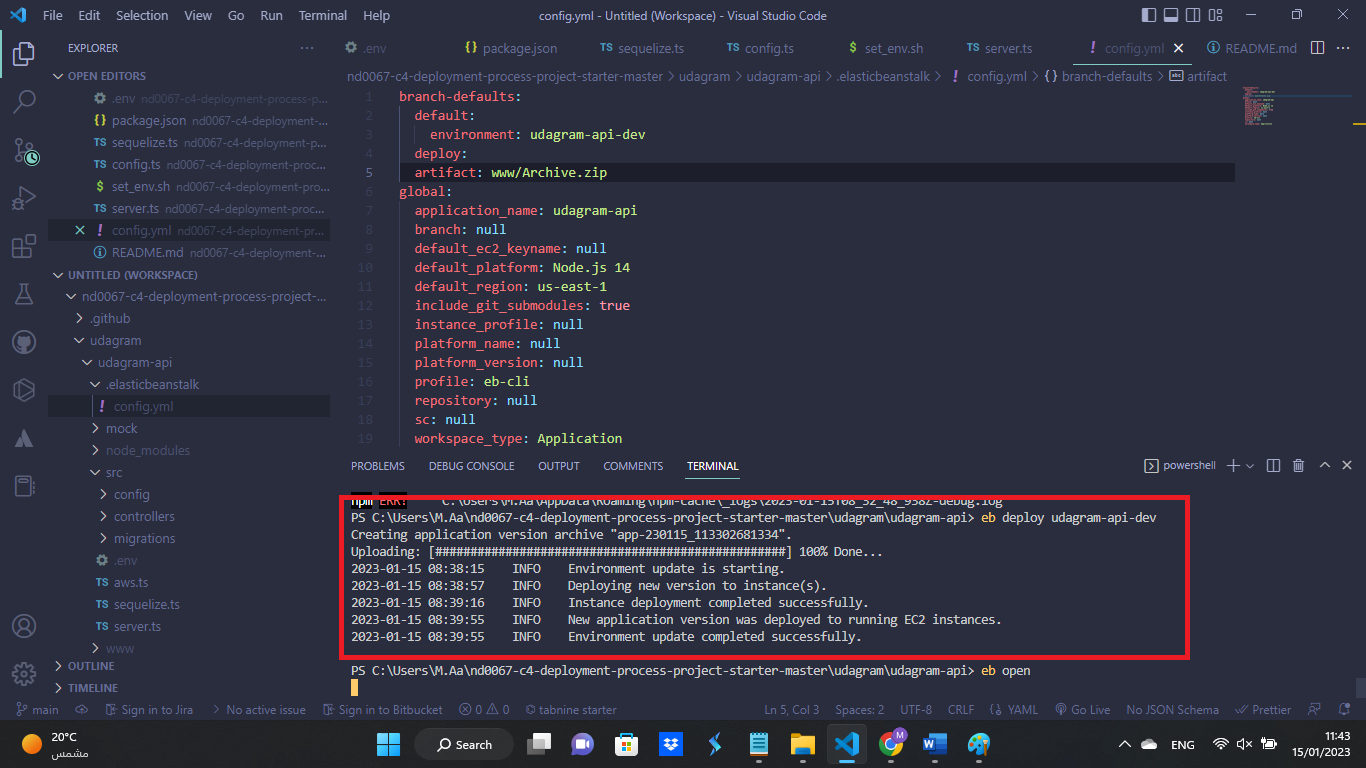 File Edit Selection View Go Run Terminal Help
config.yml - Untitled (Workspace) - Visual Studio Code
EXPLORER
OPEN EDITORS
.env nd0067-c4-deployment-process-p...
package.json nd0067-c4-deployment-...
TS sequelize.ts nd0067-c4-deployment-p...
TS config.ts nd0067-c4-deployment-proc...
$ set_env.sh nd0067-c4-deployment-pro...
TS server.ts nd0067-c4-deployment-proc...
! config.yml nd0067-c4-deployment-pr...
README.md nd0067-c4-deployment-...
UNTITLED (WORKSPACE)
nd0067-c4-deployment-process-project-...
.github
udagram
udagram-api
.elasticbeanstalk
! config.yml
mock
node_modules
src
config
controllers
migrations
.env
TS aws.ts
TS sequelize.ts
TS server.ts
www
OUTLINE
TIMELINE
.env {} package.json TS sequelize.ts TS config.ts $ set_env.sh TS server.ts ! config.yml README.md
nd0067-c4-deployment-process-project-starter-master > udagram > udagram-api > .elasticbeanstalk > ! config.yml > {} branch-defaults > artifact
1 branch-defaults:
2 default:
3 environment: udagram-api-dev
4 deploy:
5 artifact: www/Archive.zip
6 global:
7 application_name: udagram-api
8 branch: null
9 default_ec2_keyname: null
10 default_platform: Node.js 14
11 default_region: us-east-1
12 include_git_submodules: true
13 instance_profile: null
14 platform_name: null
15 platform_version: null
16 profile: eb-cli
17 repository: null
18 sc: null
19 workspace_type: Application
PROBLEMS DEBUG CONSOLE OUTPUT COMMENTS TERMINAL
powershell
npm ERR! C:\Users\M.Aa\AppData\Roaming\npm-cache\_logs\2023-01-15T08_32_48_958Z-debug.log
PS C:\Users\M.Aa\nd0067-c4-deployment-process-project-starter-master\udagram\udagram-api> eb deploy udagram-api-dev
Creating application version archive "app-230115_113302681334".
Uploading: [##################################################] 100% Done...
2023-01-15 08:38:15 INFO Environment update is starting.
2023-01-15 08:38:57 INFO Deploying new version to instance(s).
2023-01-15 08:39:16 INFO Instance deployment completed successfully.
2023-01-15 08:39:55 INFO New application version was deployed to running EC2 instances.
2023-01-15 08:39:55 INFO Environment update completed successfully.
PS C:\Users\M.Aa\nd0067-c4-deployment-process-project-starter-master\udagram\udagram-api> eb open
main Sign in to Jira No active issue Sign in to Bitbucket 0 0 tabnine starter
Ln 5, Col 3 Spaces: 2 UTF-8 CRLF {} YAML Go Live No JSON Schema Prettier
20°C
مشمس
Search
M
ENG
11:43
15/01/2023